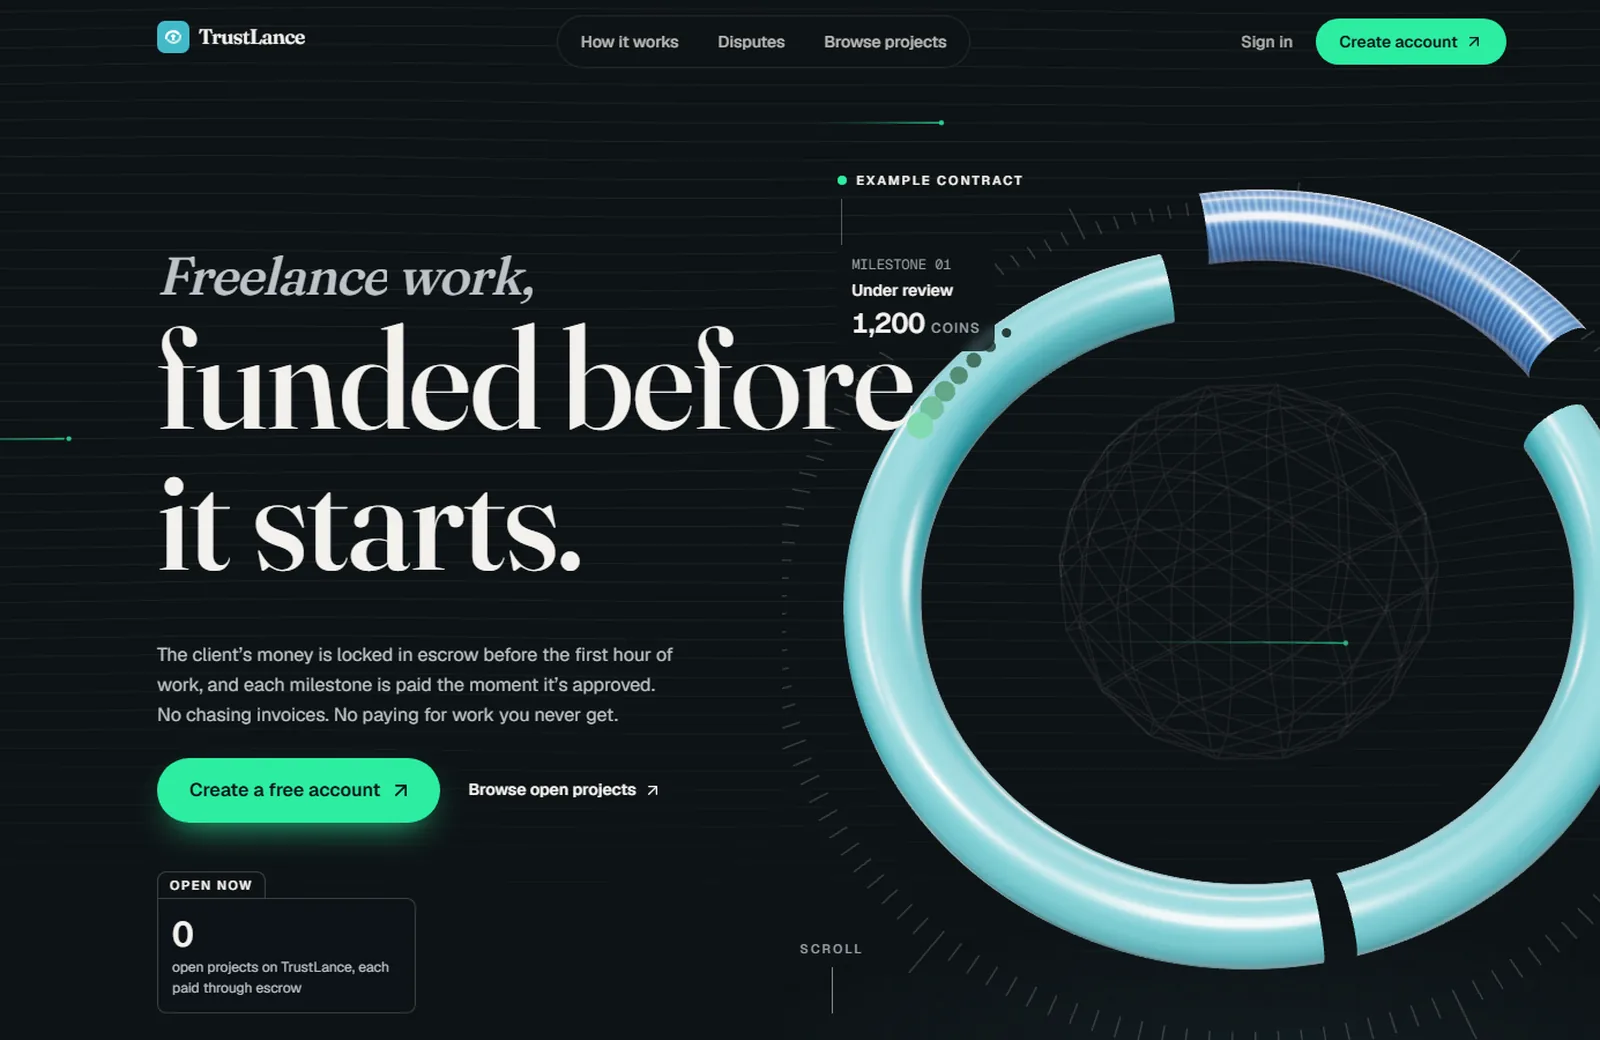 TrustLance
How it works
Disputes
Browse projects
Sign in
Create account
EXAMPLE CONTRACT
MILESTONE 01
Under review
1,200 COINS
Freelance work,
funded before
it starts.
The client’s money is locked in escrow before the first hour of
work, and each milestone is paid the moment it’s approved.
No chasing invoices. No paying for work you never get.
Create a free account
Browse open projects
OPEN NOW
0
open projects on TrustLance, each
paid through escrow
SCROLL